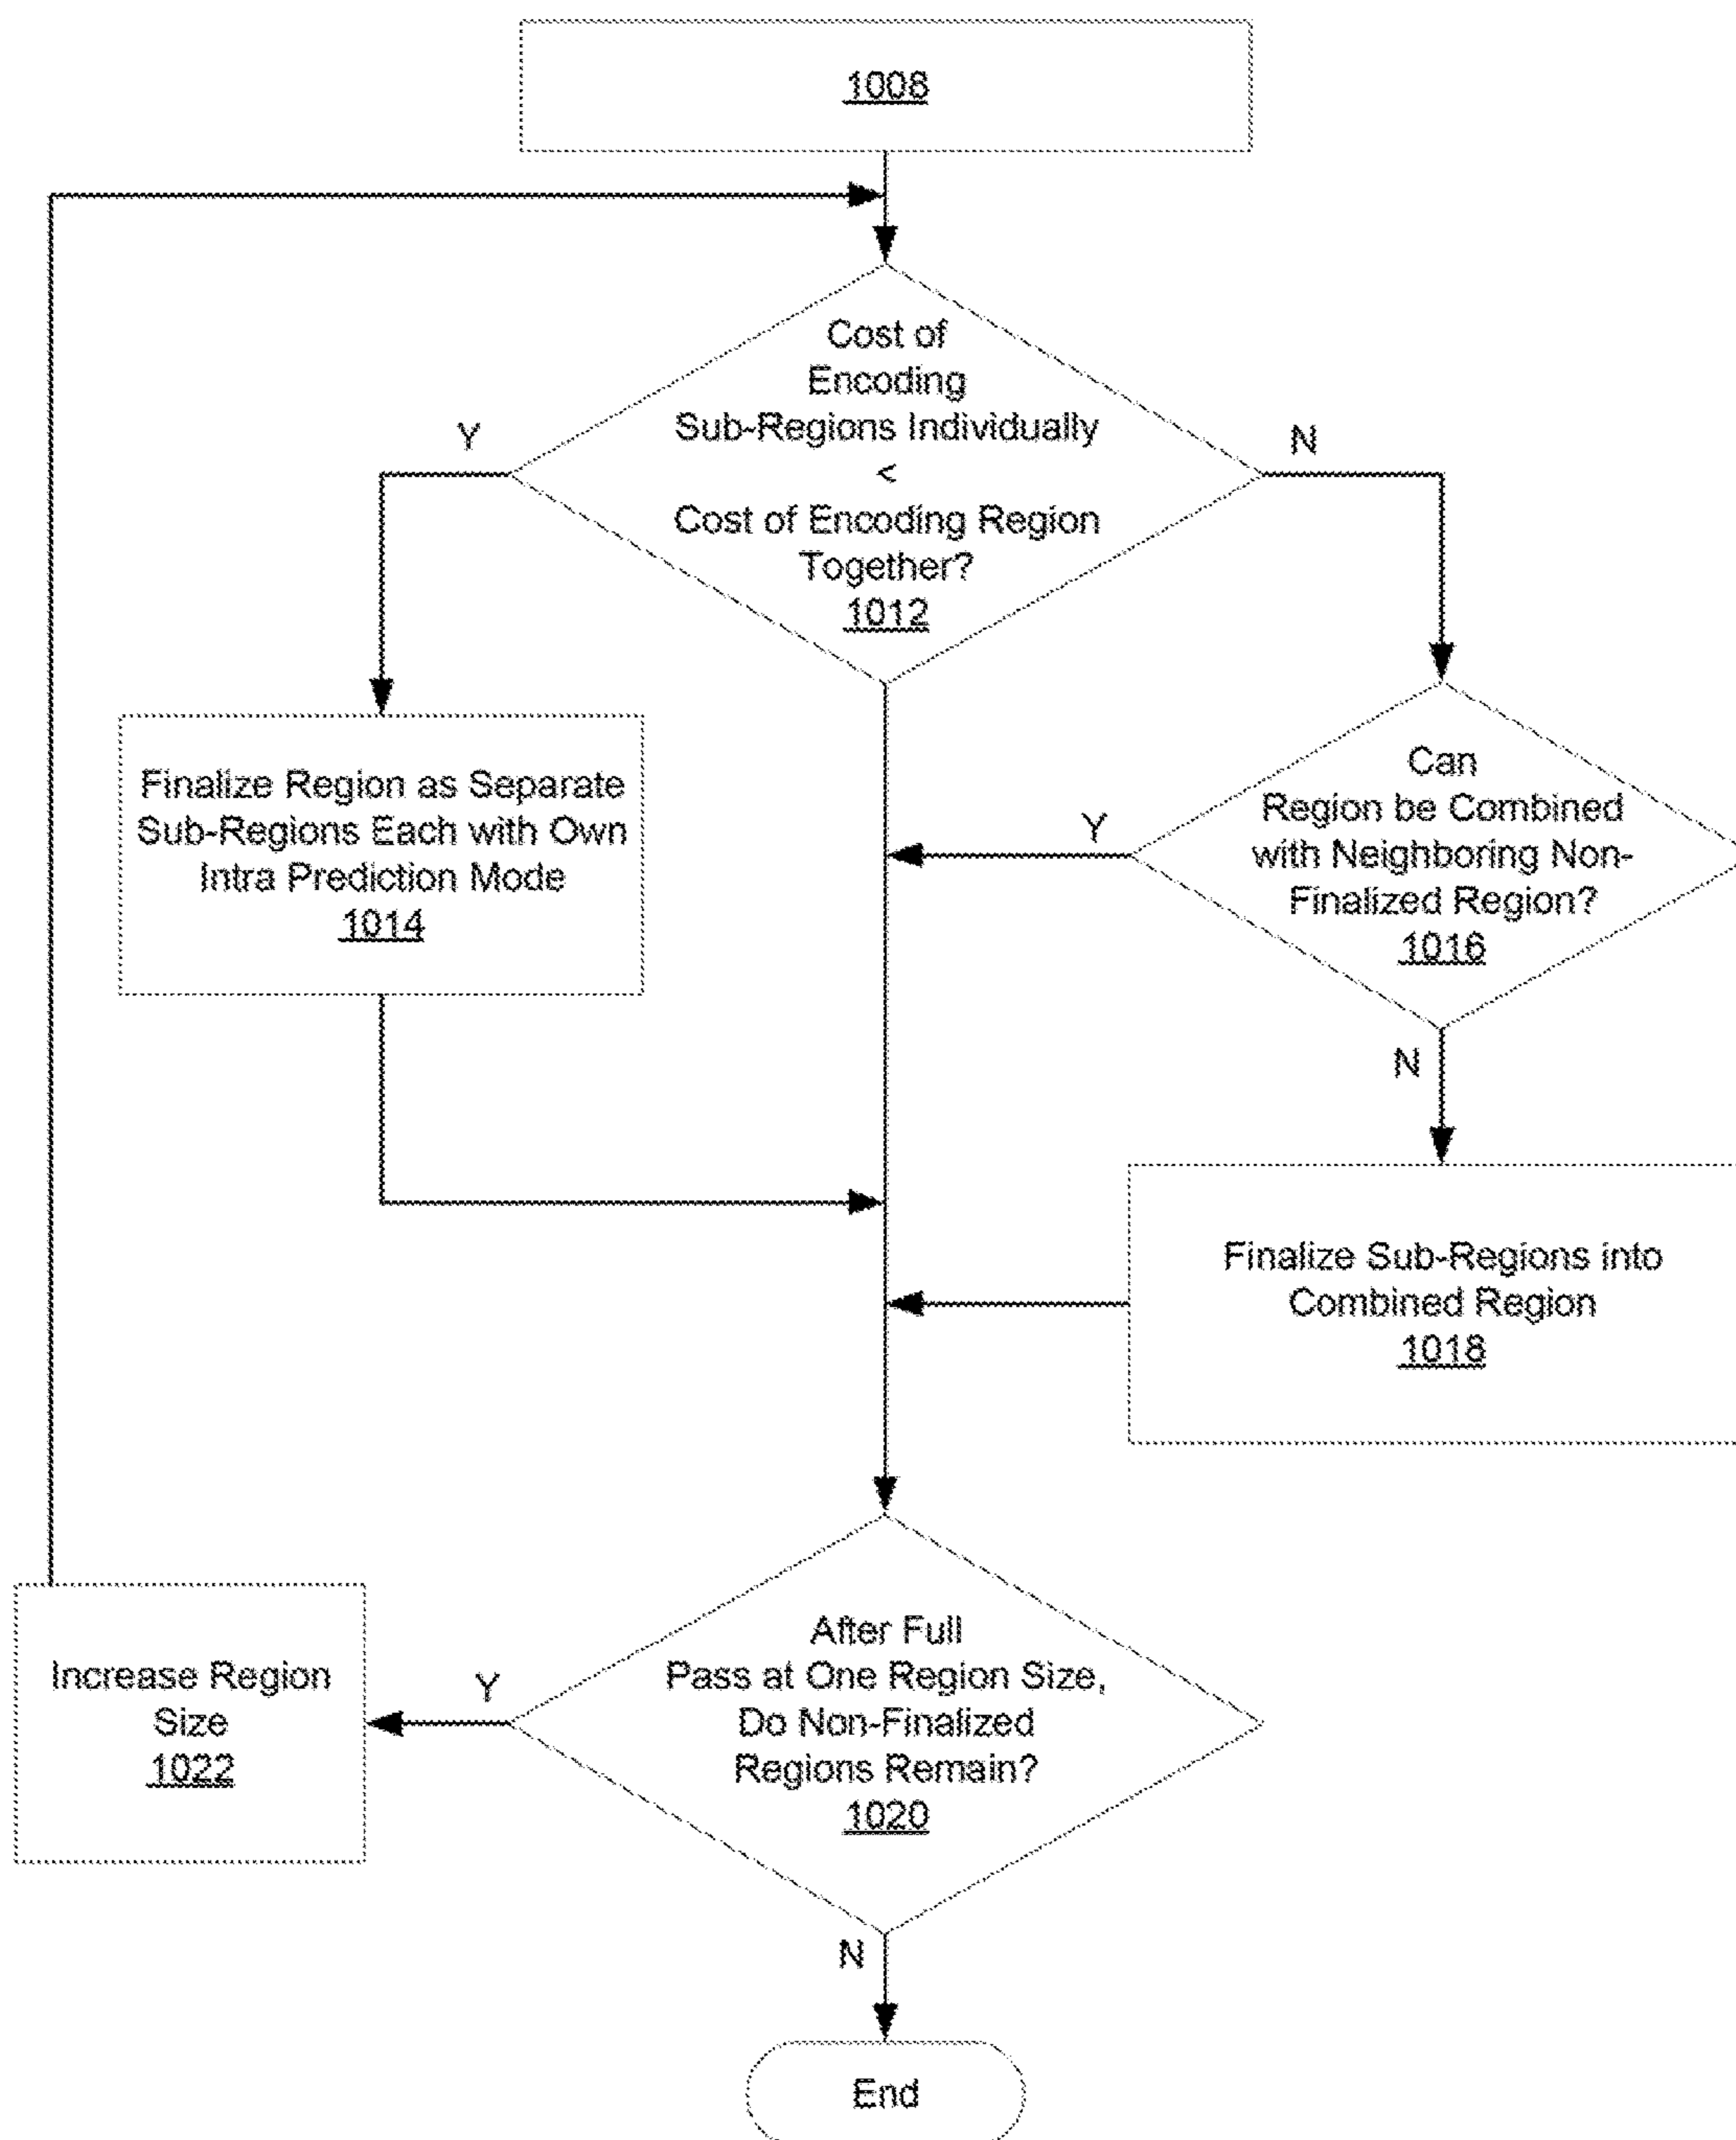 1008
Cost of
Encoding
Sub-Regions Individually
<
Cost of Encoding Region
Together?
1012
Y
N
Finalize Region as Separate
Sub-Regions Each with Own
Intra Prediction Mode
1014
Can
Region be Combined
with Neighboring Non-
Finalized Region?
1016
Y
N
Finalize Sub-Regions into
Combined Region
1018
After Full
Pass at One Region Size,
Do Non-Finalized
Regions Remain?
1020
Y
Increase Region
Size
1022
N
End